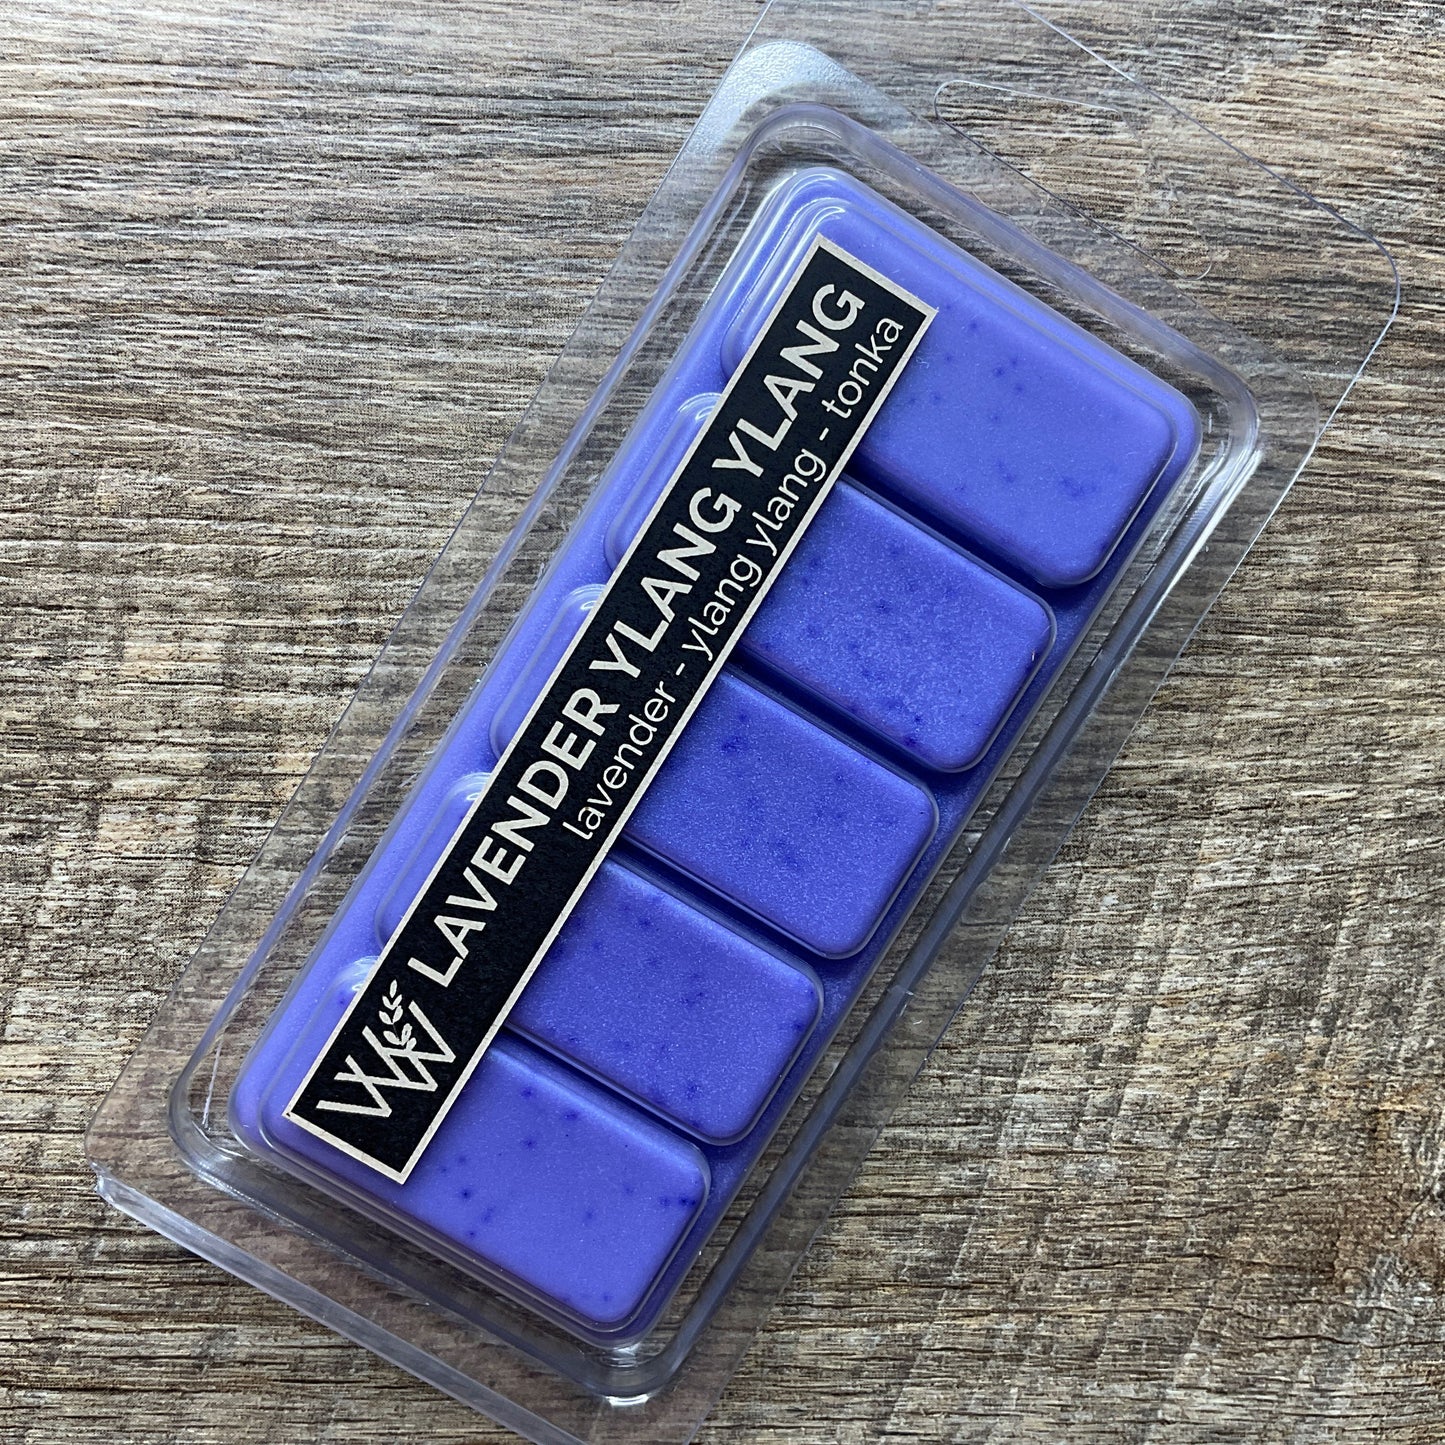 W LAVENDER YLANG YLANG
lavender - ylang ylang - tonka